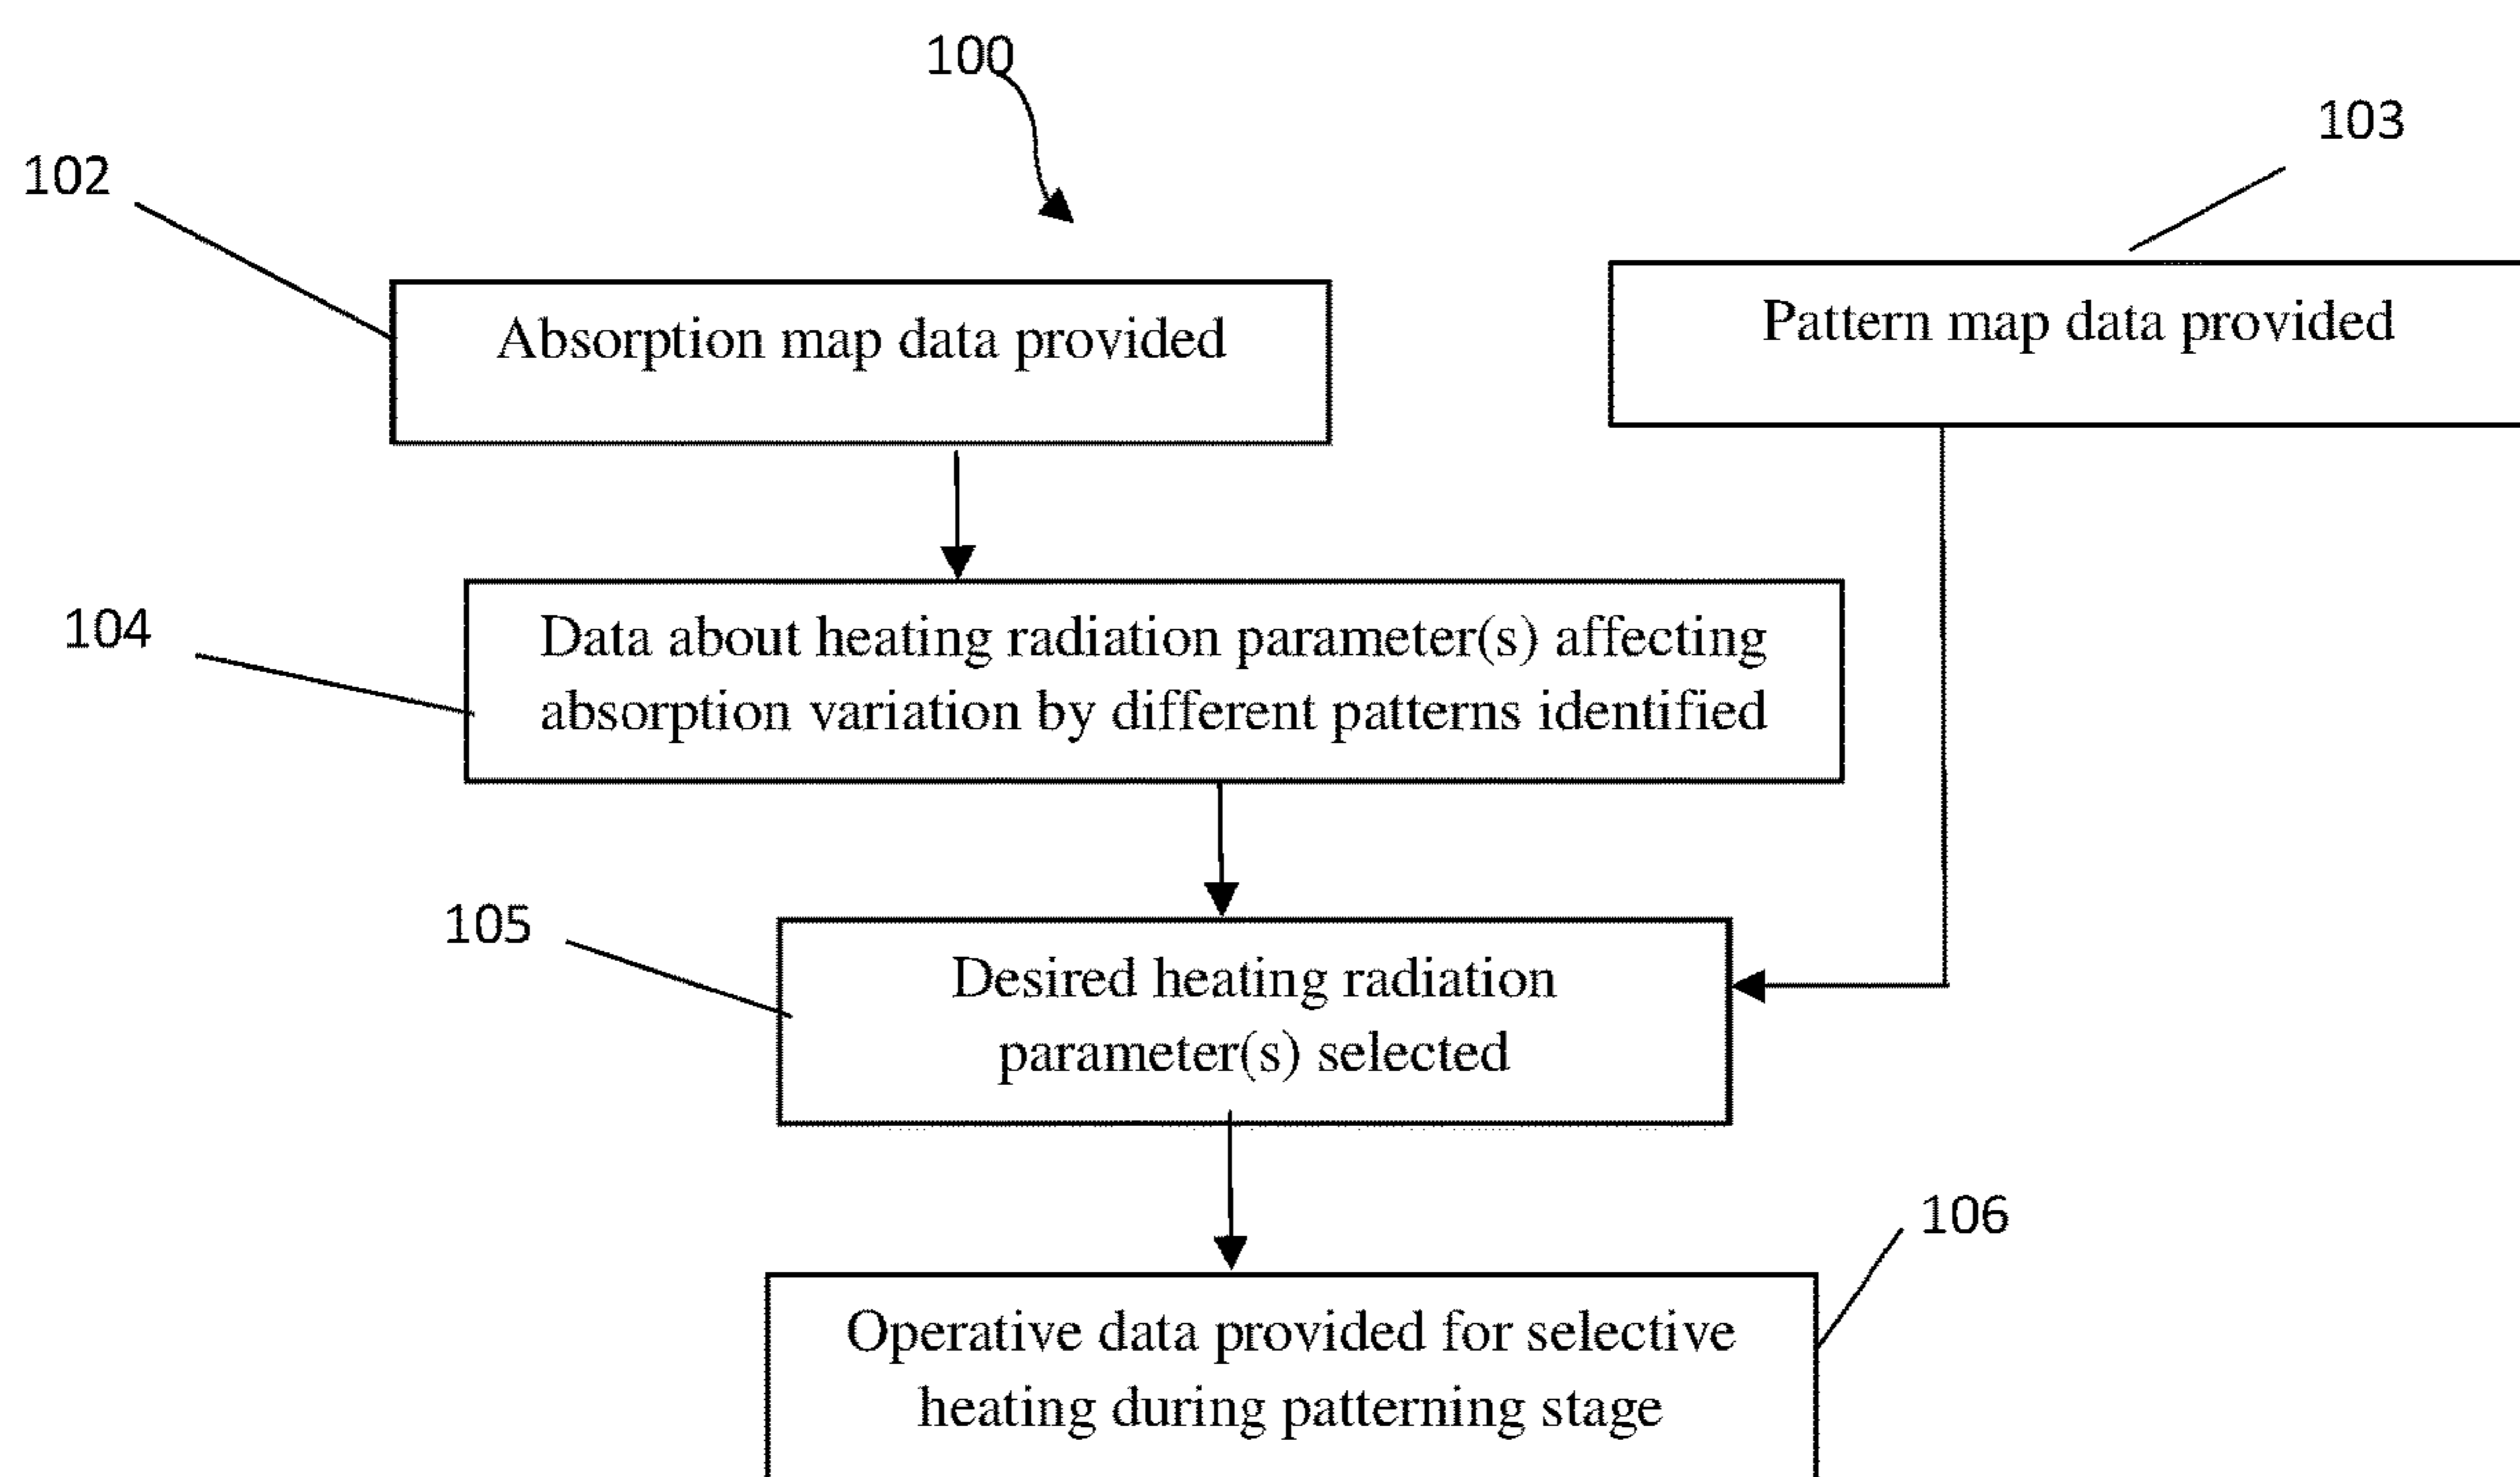 100
103
102
Absorption map data provided
Pattern map data provided
104
Data about heating radiation parameter(s) affecting
absorption variation by different patterns identified
105
Desired heating radiation
parameter(s) selected
106
Operative data provided for selective
heating during patterning stage